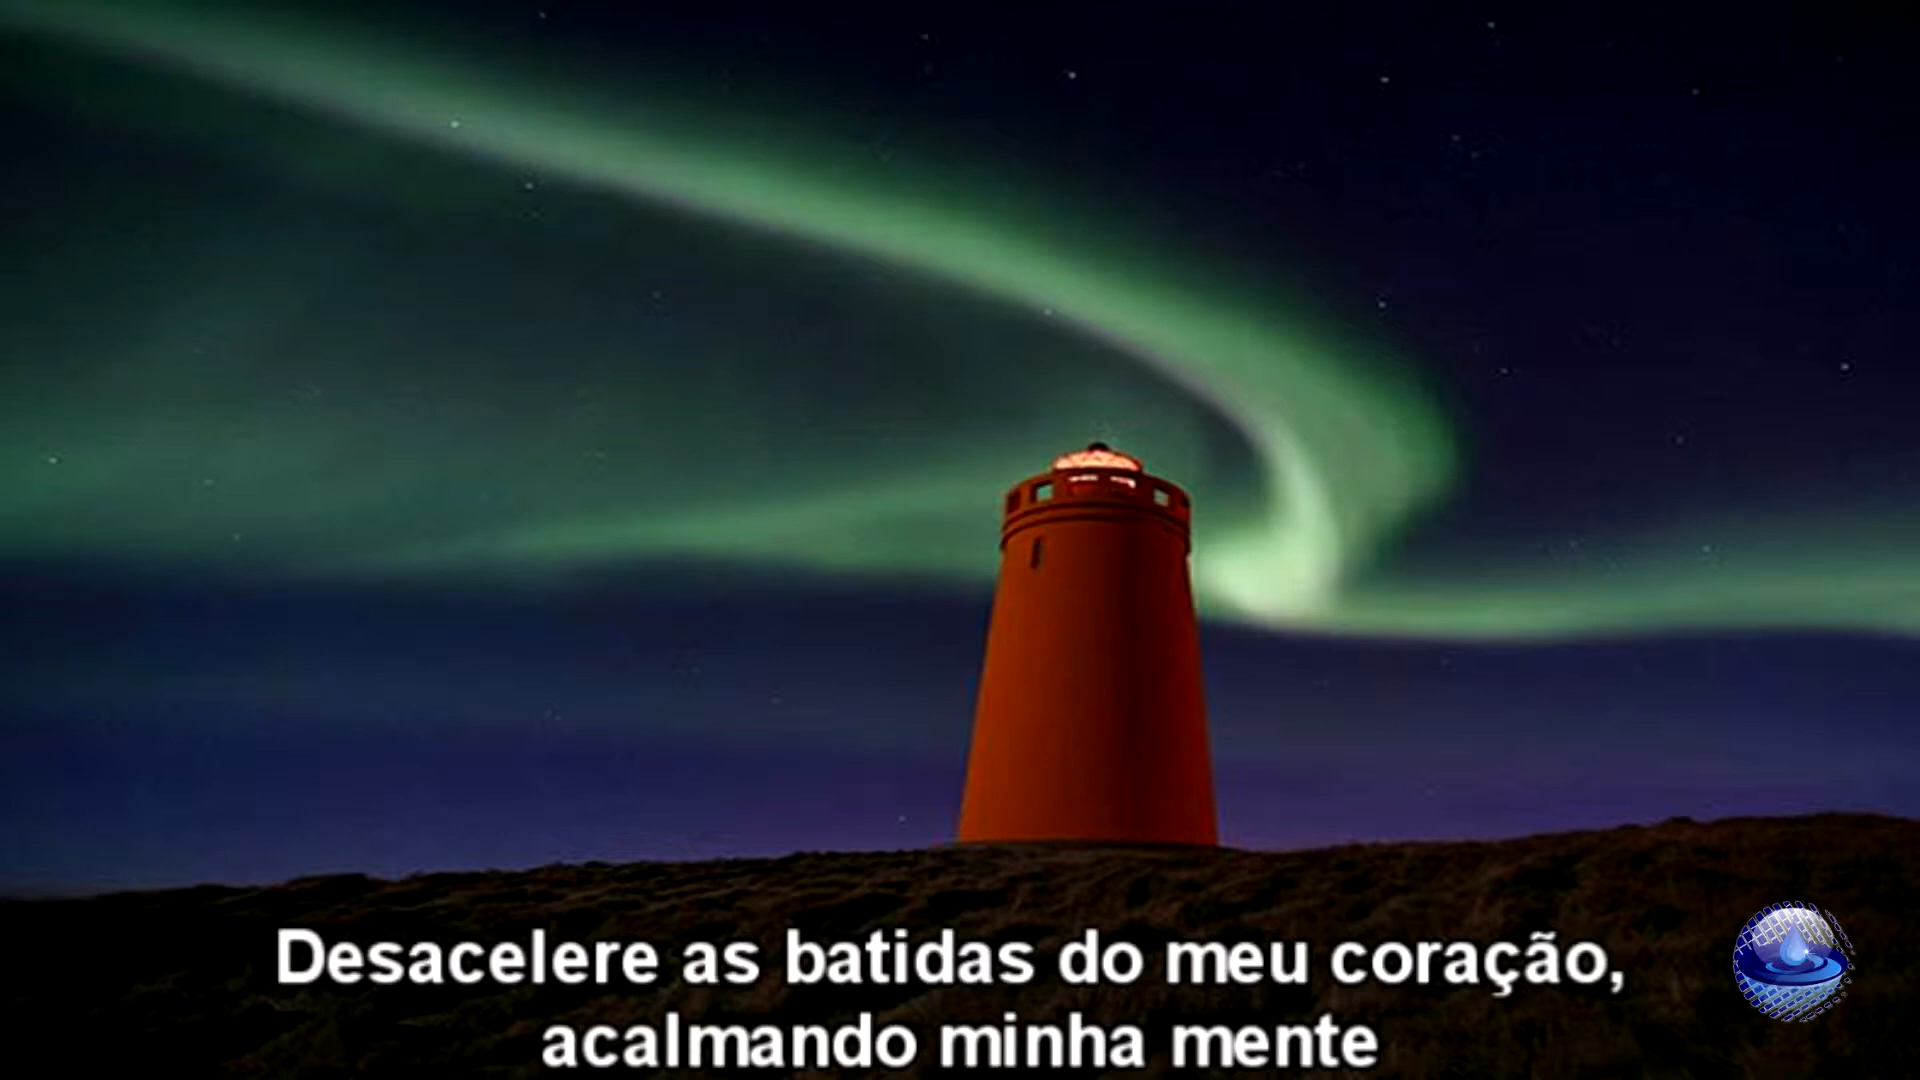 Desacelere as batidas do meu coração,
acalmando minha mente